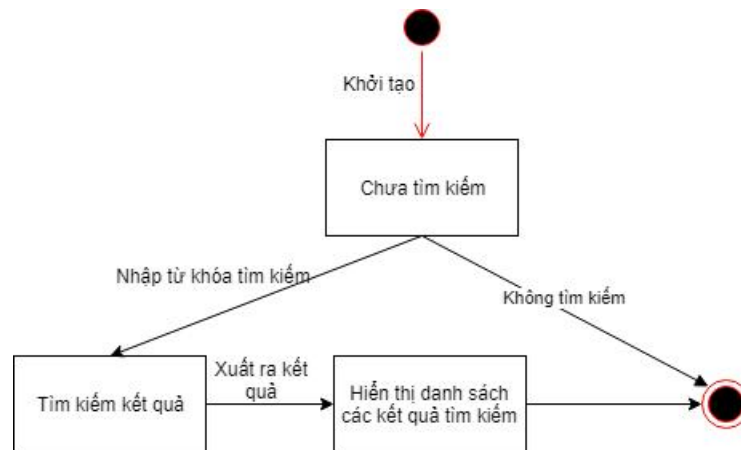 Khởi tạo
Chưa tìm kiếm
Nhập từ khóa tìm kiếm
Không tìm kiếm
Xuất ra kết
quả
Tìm kiếm kết quả
Hiển thị danh sách
các kết quả tìm kiếm